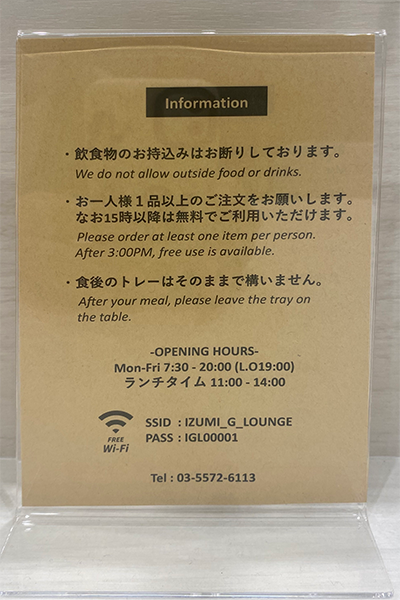 Information
・飲食物のお持込みはお断りしております。
We do not allow outside food or drinks.
・お一人様１品以上のご注文をお願いします。
なお15時以降は無料でご利用いただけます。
Please order at least one item per person.
After 3:00PM, free use is available.
・食後のトレーはそのままで構いません。
After your meal, please leave the tray on
the table.
-OPENING HOURS-
Mon-Fri 7:30 - 20:00 (L.O19:00)
ランチタイム 11:00 - 14:00
FREE
Wi-Fi
SSID : IZUMI_G_LOUNGE
PASS : IGL00001
Tel : 03-5572-6113